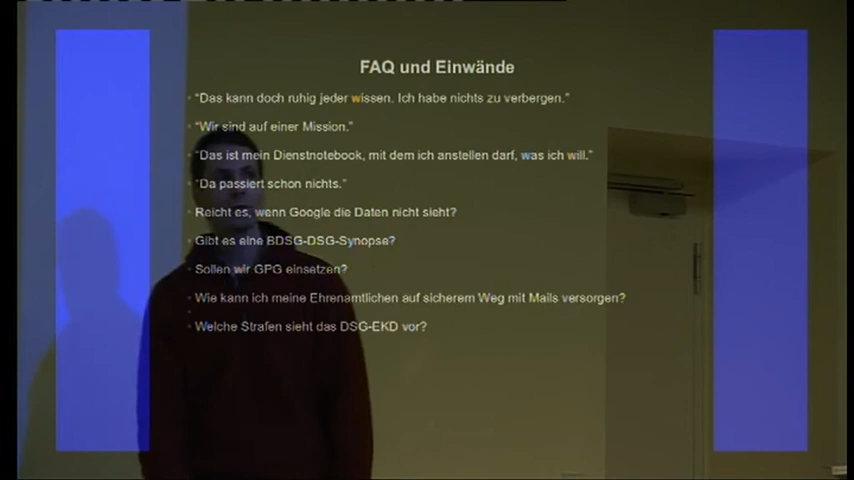 FAQ und Einwände
“Das kann doch ruhig jeder wissen. Ich habe nichts zu verbergen.”
“Wir sind auf einer Mission.”
“Das ist mein Dienstnotebook, mit dem ich anstellen darf, was ich will.”
“Da passiert schon nichts.”
Reicht es, wenn Google die Daten nicht sieht?
Gibt es eine BDSG-DSG-Synopse?
Sollen wir GPG einsetzen?
Wie kann ich meine Ehrenamtlichen auf sicherem Weg mit Mails versorgen?
Welche Strafen sieht das DSG-EKD vor?